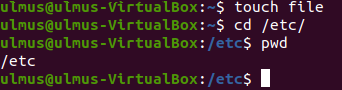 ulmus@ulmus-VirtualBox:~$ touch file
ulmus@ulmus-VirtualBox:~$ cd /etc/
ulmus@ulmus-VirtualBox:/etc$ pwd
/etc
ulmus@ulmus-VirtualBox:/etc$